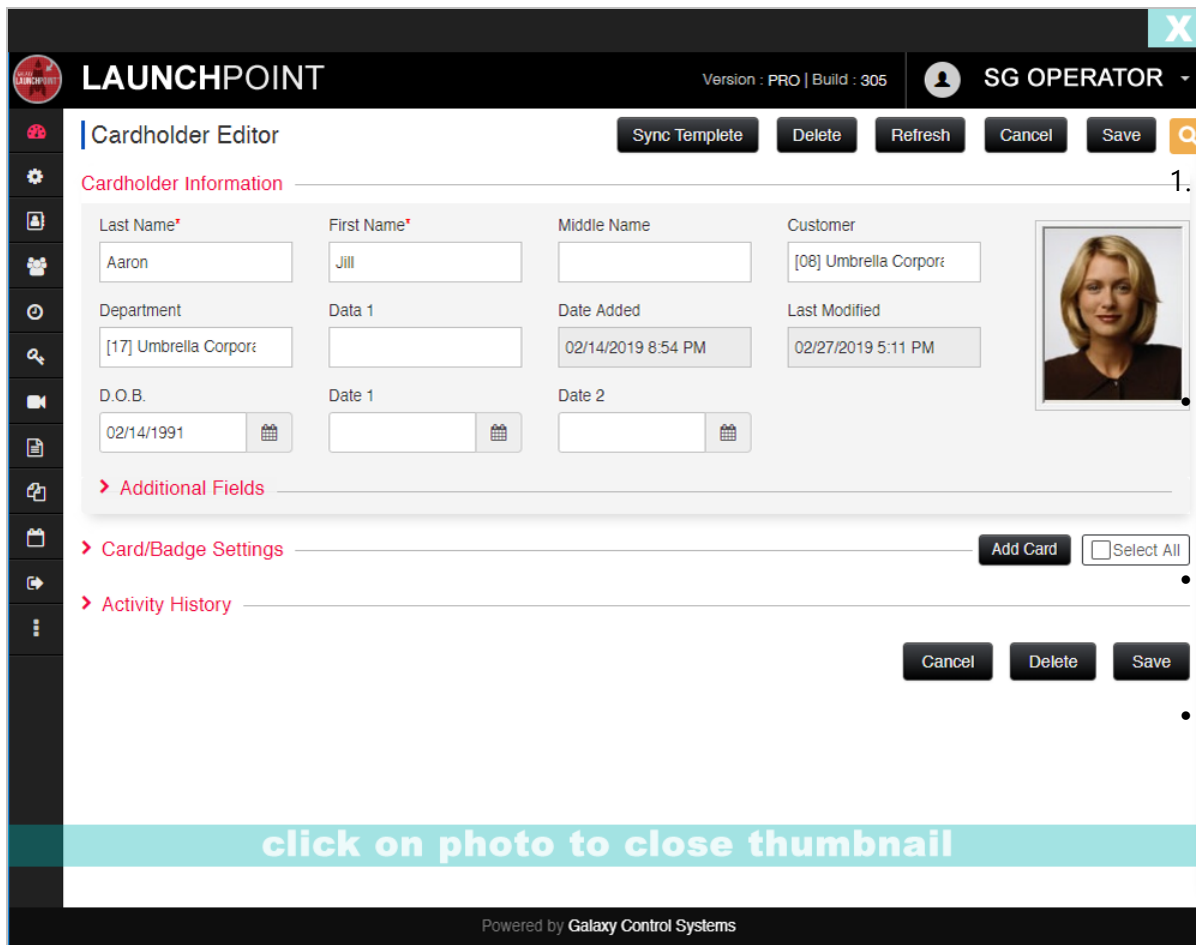 X
GALAXY
LAUNCHPOINT
LAUNCHPOINT
Version : PRO | Build : 305
SG OPERATOR
Cardholder Editor
Sync Templete
Delete
Refresh
Cancel
Save
Cardholder Information
1.
Last Name*
First Name*
Middle Name
Customer
Aaron
Jill
[08] Umbrella Corpora
Department
Data 1
Date Added
Last Modified
[17] Umbrella Corpora
02/14/2019 8:54 PM
02/27/2019 5:11 PM
D.O.B.
Date 1
Date 2
02/14/1991
Additional Fields
Card/Badge Settings
Add Card
Select All
Activity History
Cancel
Delete
Save
click on photo to close thumbnail
Powered by Galaxy Control Systems